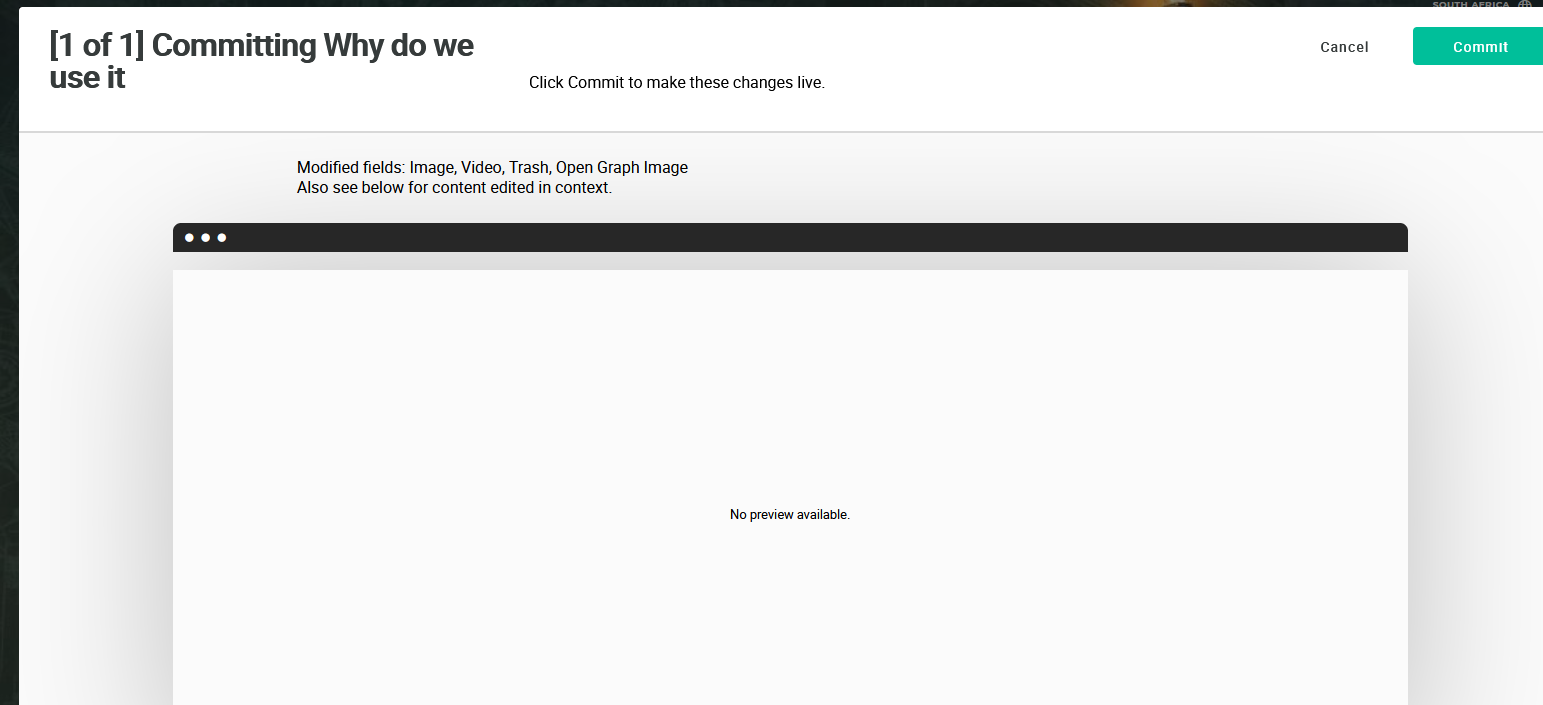 SOUTH AFRICA
[1 of 1] Committing Why do we
use it
Click Commit to make these changes live.
Cancel
Commit
Modified fields: Image, Video, Trash, Open Graph Image
Also see below for content edited in context.
No preview available.